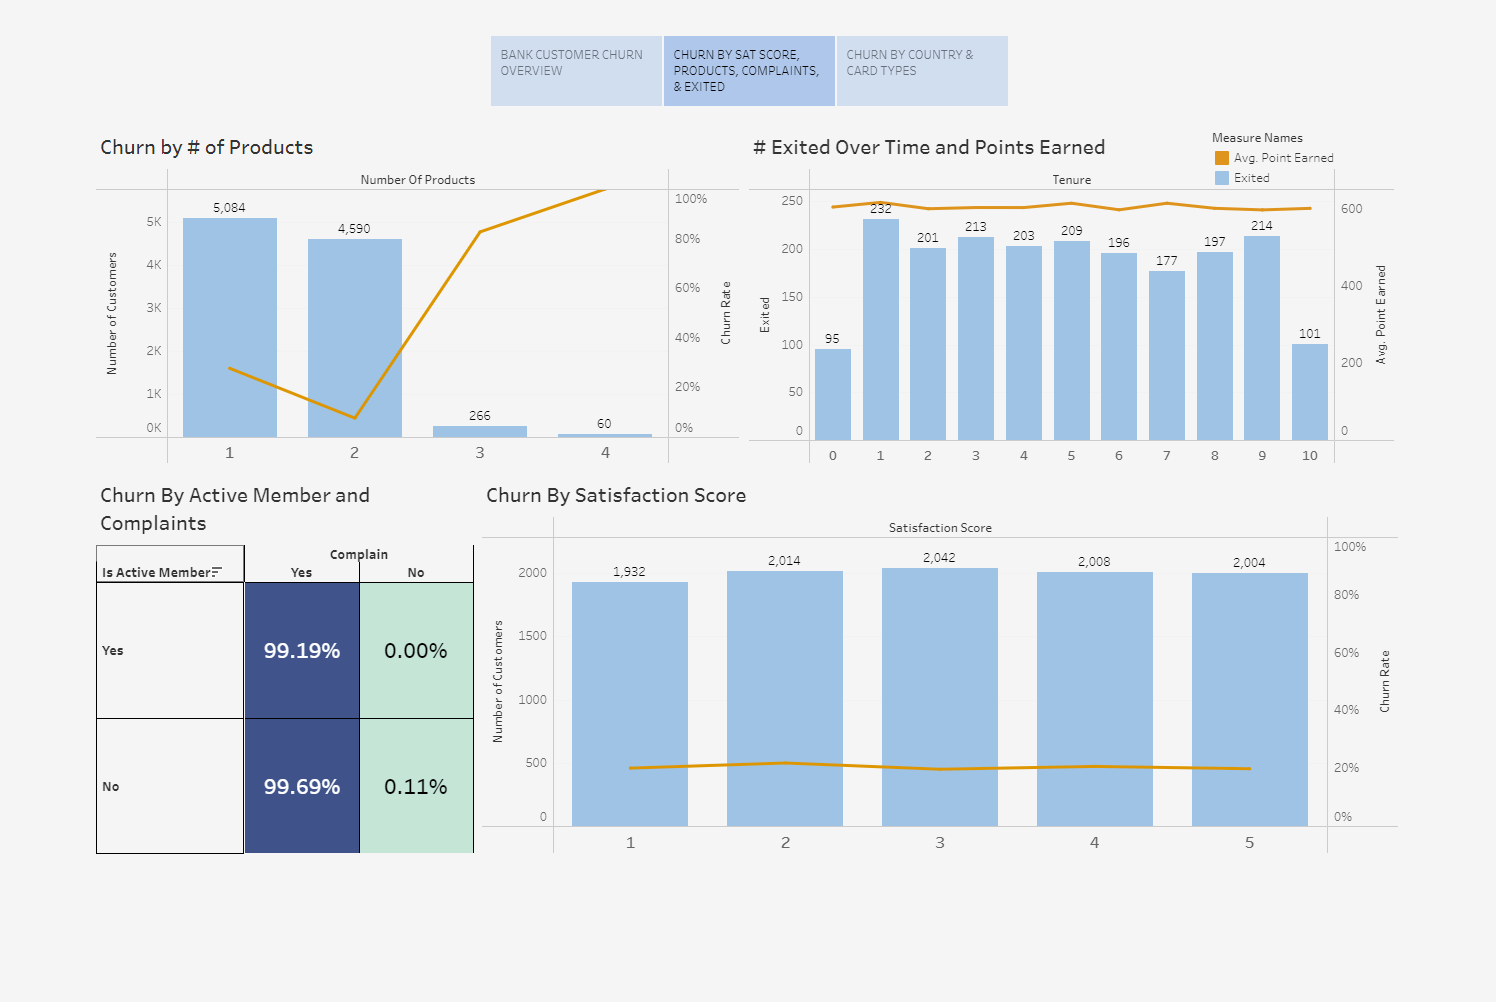 BANK CUSTOMER CHURN
OVERVIEW
CHURN BY SAT SCORE,
PRODUCTS, COMPLAINTS,
& EXITED
CHURN BY COUNTRY &
CARD TYPES
Churn by # of Products
Number Of Products
Number of Customers
5K
4K
3K
2K
1K
0K
5,084
4,590
266
60
100%
80%
60%
40%
20%
0%
Churn Rate
1
2
3
4
# Exited Over Time and Points Earned
Measure Names
Avg. Point Earned
Exited
Tenure
Exited
250
200
150
100
50
0
95
232
201
213
203
209
196
177
197
214
101
600
400
200
0
Avg. Point Earned
0
1
2
3
4
5
6
7
8
9
10
Churn By Active Member and
Complaints
Complain
Is Active Member
Yes
No
Yes
99.19%
0.00%
No
99.69%
0.11%
Churn By Satisfaction Score
Satisfaction Score
Number of Customers
2000
1500
1000
500
0
1,932
2,014
2,042
2,008
2,004
100%
80%
60%
40%
20%
0%
Churn Rate
1
2
3
4
5